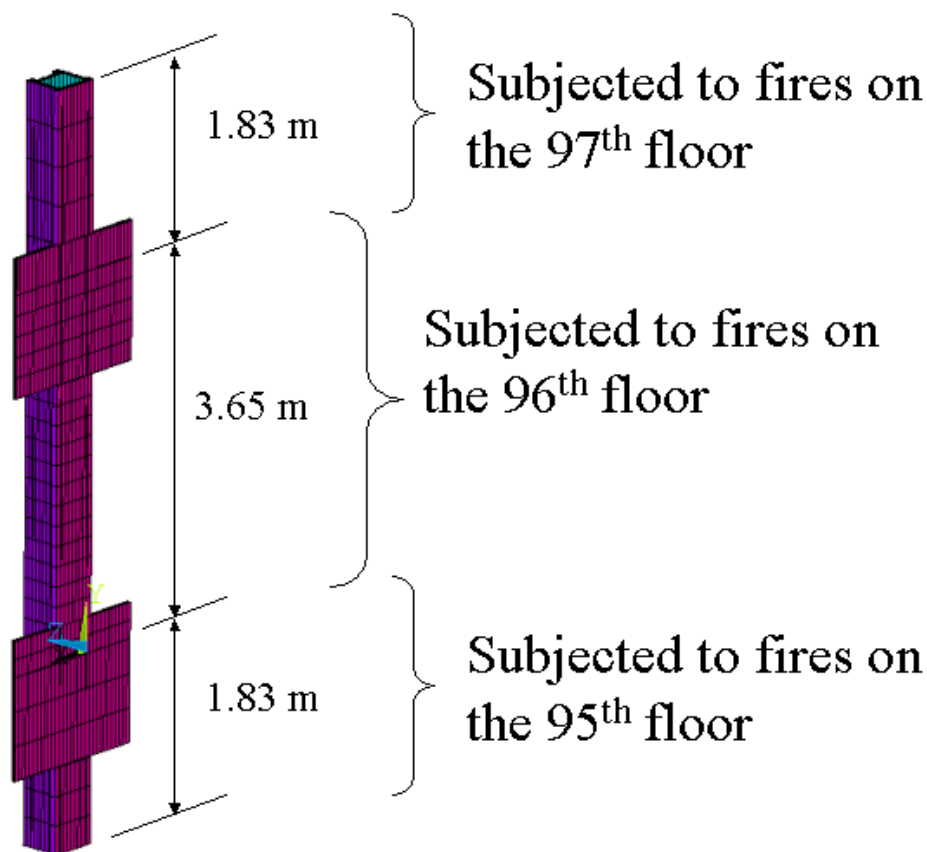 1.83 m
Subjected to fires on
the 97th floor
3.65 m
Subjected to fires on
the 96th floor
Y
Z
1.83 m
Subjected to fires on
the 95th floor